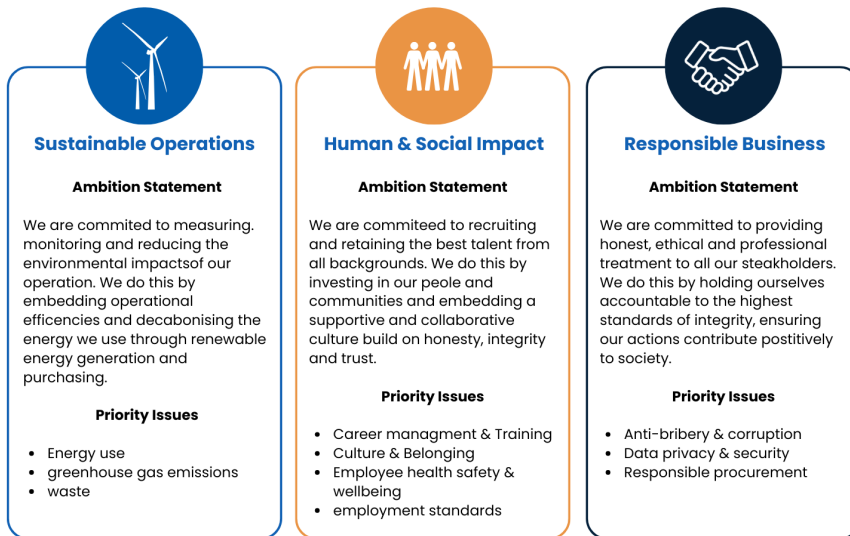 Sustainable Operations
Ambition Statement
We are commited to measuring.
monitoring and reducing the
environmental impactsof our
operation. We do this by
embedding operational
efficencies and decabonising the
energy we use through renewable
energy generation and
purchasing.
Priority Issues
• Energy use
• greenhouse gas emissions
• waste
Human & Social Impact
Ambition Statement
We are commiteed to recruiting
and retaining the best talent from
all backgrounds. We do this by
investing in our peole and
communities and embedding a
supportive and collaborative
culture build on honesty, integrity
and trust.
Priority Issues
• Career managment & Training
• Culture & Belonging
• Employee health safety &
wellbeing
• employment standards
Responsible Business
Ambition Statement
We are committed to providing
honest, ethical and professional
treatment to all our steakholders.
We do this by holding ourselves
accountable to the highest
standards of integrity, ensuring
our actions contribute postitively
to society.
Priority Issues
• Anti-bribery & corruption
• Data privacy & security
• Responsible procurement